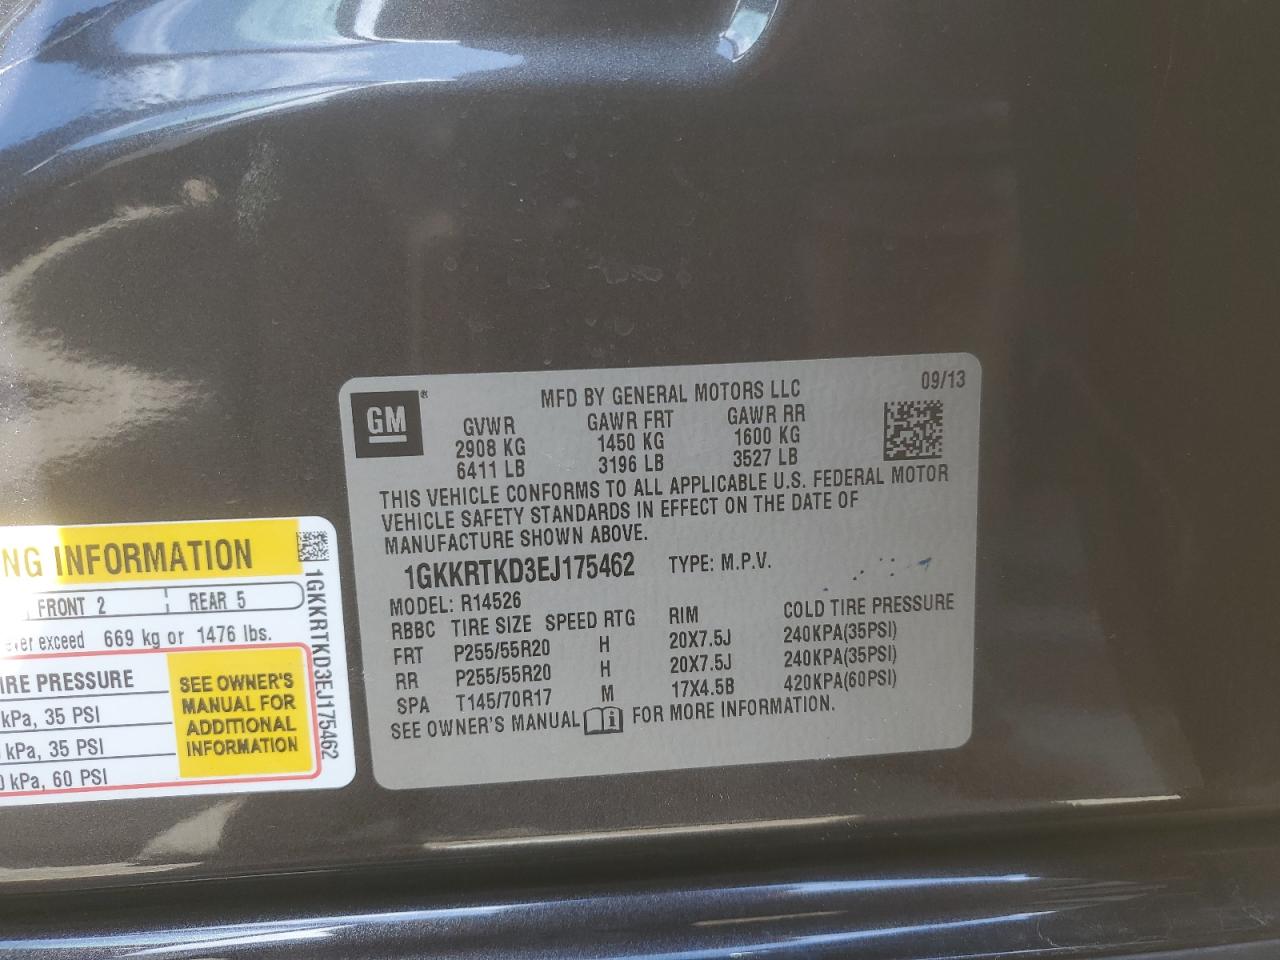 GM ®
MFD BY GENERAL MOTORS LLC 09/13
GVWR GAWR FRT GAWR RR
2908 KG 1450 KG 1600 KG
6411 LB 3196 LB 3527 LB
THIS VEHICLE CONFORMS TO ALL APPLICABLE U.S. FEDERAL MOTOR
VEHICLE SAFETY STANDARDS IN EFFECT ON THE DATE OF
MANUFACTURE SHOWN ABOVE.
1GKKRTKD3EJ175462 TYPE: M.P.V.
MODEL: R14526
RBBC TIRE SIZE SPEED RTG RIM COLD TIRE PRESSURE
FRT P255/55R20 H 20X7.5J 240KPA(35PSI)
RR P255/55R20 H 20X7.5J 240KPA(35PSI)
SPA T145/70R17 M 17X4.5B 420KPA(60PSI)
SEE OWNER'S MANUAL i FOR MORE INFORMATION.
NG INFORMATION
FRONT 2 REAR 5
exceed 669 kg or 1476 lbs.
IRE PRESSURE
kPa, 35 PSI
kPa, 35 PSI
0 kPa, 60 PSI
SEE OWNER'S
MANUAL FOR
ADDITIONAL
INFORMATION
1GKKRTKD3EJ175462